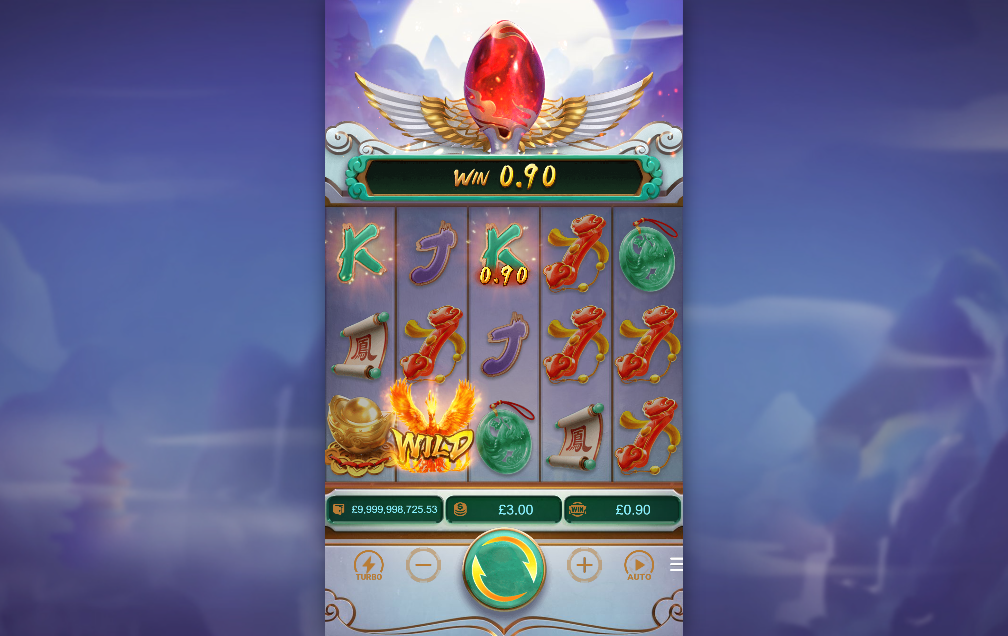 WIN 0.90
K
J
K
0.90
鳳
J
WILD
鳳
£9,999,998,725.53
£3.00
WIN
£0.90
TURBO
AUTO